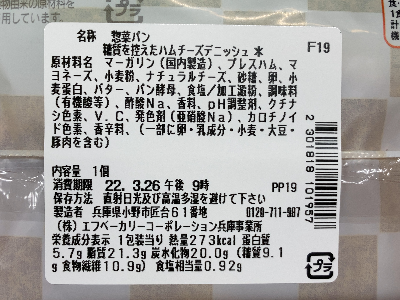 名称 惣菜パン
糖質を控えたハムチーズデニッシュ 本
F19
原材料名 マーガリン(国内製造)、プレスハム、マ
ヨネーズ、小麦粉、ナチュラルチーズ、砂糖、卵、小
麦蛋白、バター、パン酵母、食塩/加工澱粉、調味料
(有機酸等)、酢酸Na、香料、pH調整剤、クチナ
シ色素、V.C、発色剤(亜硝酸Na)、カロチノイ
ド色素、香辛料、(一部に卵・乳成分・小麦・大豆・
豚肉を含む)
内容量 1個
消費期限 22. 3.26 午後 9時
PP19
保存方法 直射日光及び高温多湿を避けて下さい
製造者 兵庫県小野市匠台61番地 0120-711-987
(株)エフベーカリーコーポレーション兵庫事業所
栄養成分表示 1包装当り 熱量273kcal 蛋白質
5.7g 脂質21.3g 炭水化物20.0g (糖質9.1
g 食物繊維10.9g) 食塩相当量0.92g
2301818101957
プラ